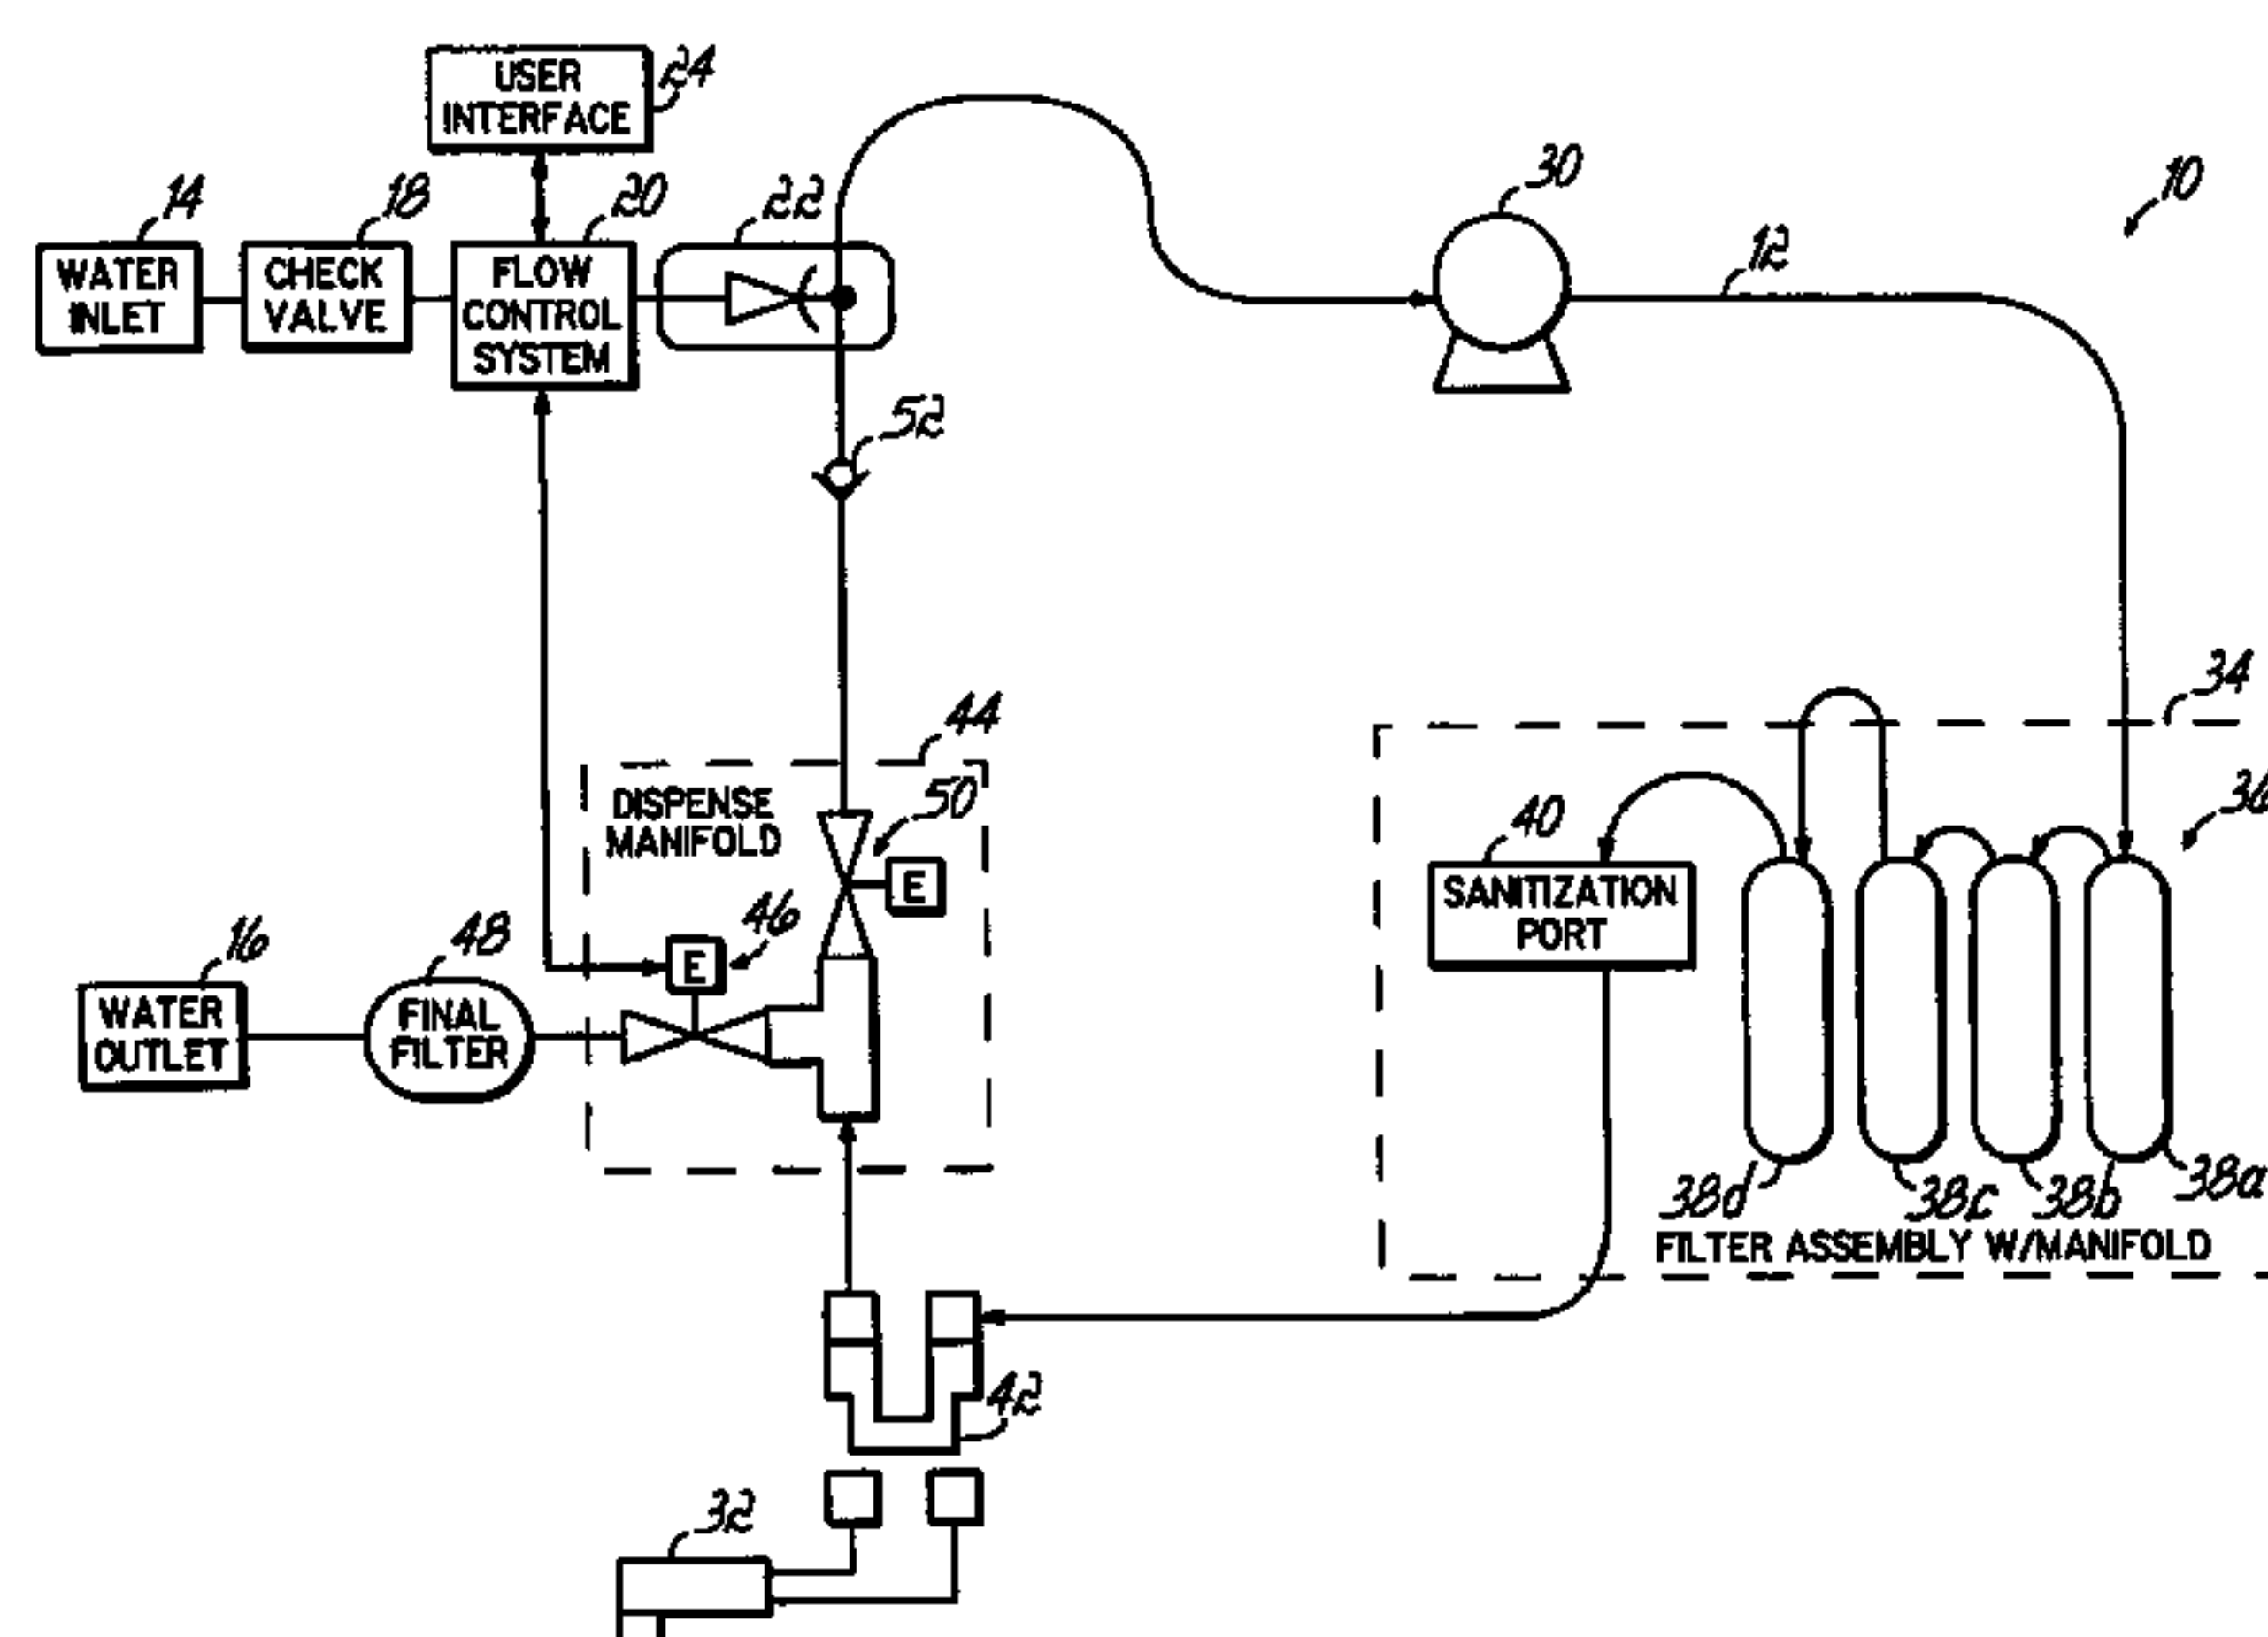 USER
INTERFACE
24
14
18
20
22
30
10
12
WATER
INLET
CHECK
VALVE
FLOW
CONTROL
SYSTEM
52
34
44
DISPENSE
MANIFOLD
50
E
40
SANITIZATION
PORT
46
E
16
48
WATER
OUTLET
FINAL
FILTER
38d
38c
38b
38a
FILTER ASSEMBLY W/MANIFOLD
42
32